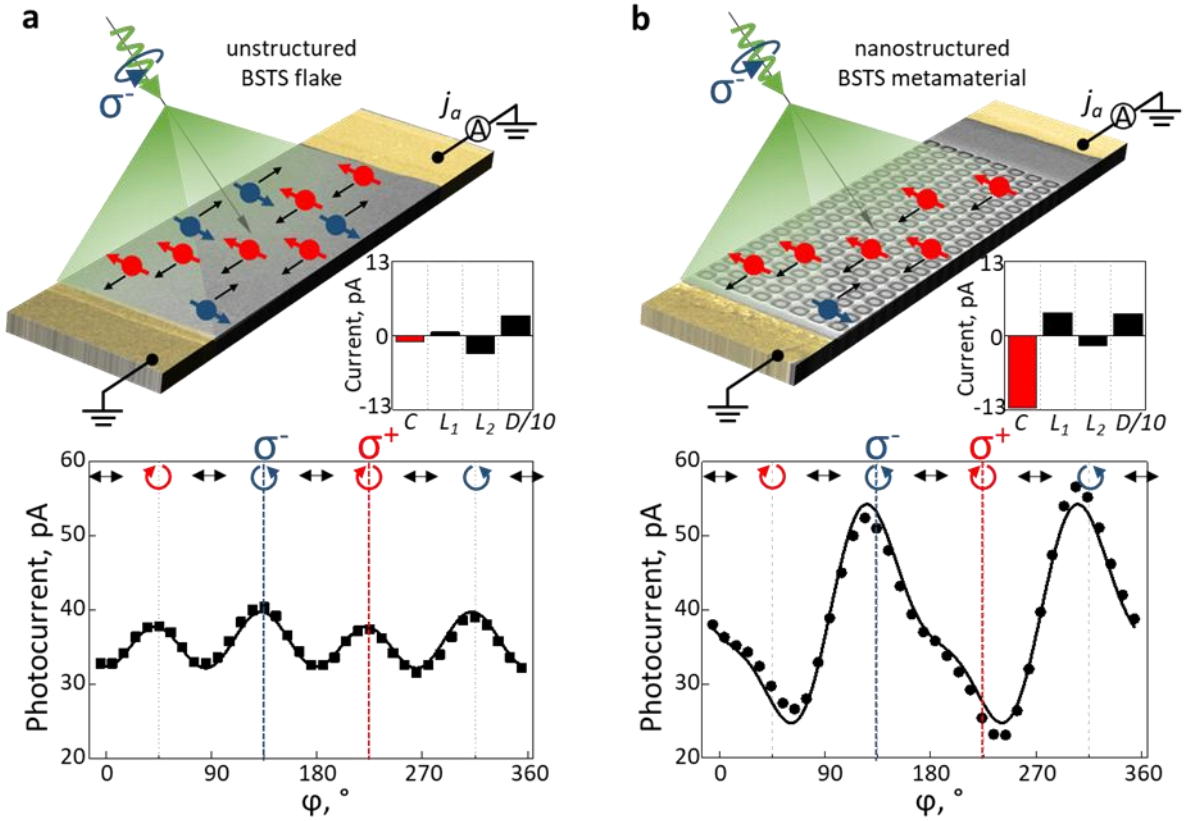 a
unstructured
BSTS flake
σ-
jₐ
A
13
0
-13
Current, pA
C L₁ L₂ D/10
σ- σ+
60
50
40
30
20
Photocurrent, pA
0 90 180 270 360
φ, °
b
nanostructured
BSTS metamaterial
σ-
jₐ
A
13
0
-13
Current, pA
C L₁ L₂ D/10
σ- σ+
60
50
40
30
20
Photocurrent, pA
0 90 180 270 360
φ, °